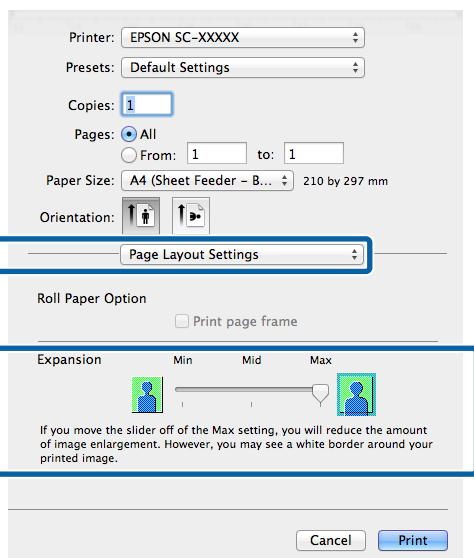 Printer: EPSON SC-XXXXX
Presets: Default Settings
Copies: 1
Pages: All
From: 1 to: 1
Paper Size: A4 (Sheet Feeder – B... 210 by 297 mm
Orientation:
Page Layout Settings
Roll Paper Option
Print page frame
Expansion Min Mid Max
If you move the slider off of the Max setting, you will reduce the amount
of image enlargement. However, you may see a white border around your
printed image.
Cancel Print